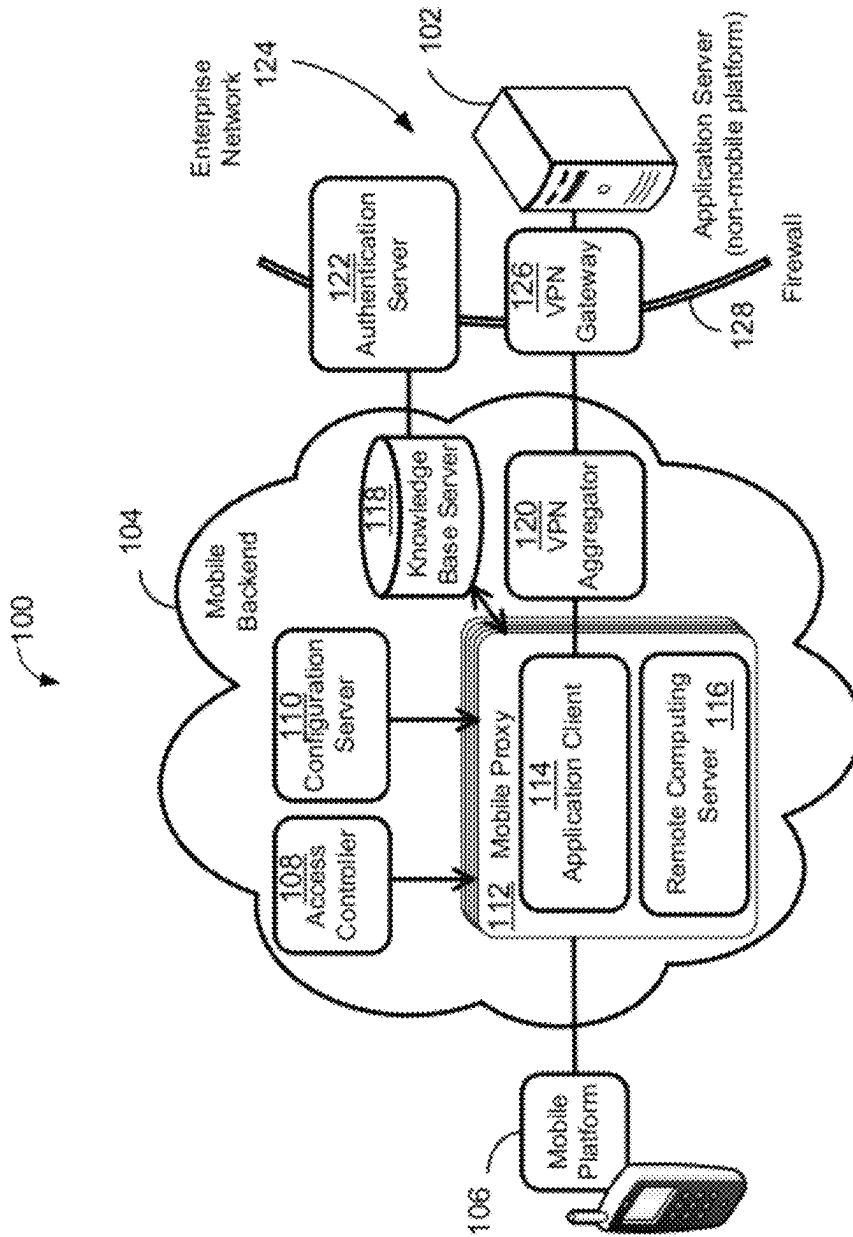 100
104
Mobile
Backend
Enterprise
Network
124
108
Access
Controller
110
Configuration
Server
118
Knowledge
Base Server
122
Authentication
Server
102
112 Mobile Proxy
114
Application Client
Remote Computing
Server 116
120
VPN
Aggregator
126
VPN
Gateway
Application Server
(non-mobile platform)
106
Mobile
Platform
128
Firewall